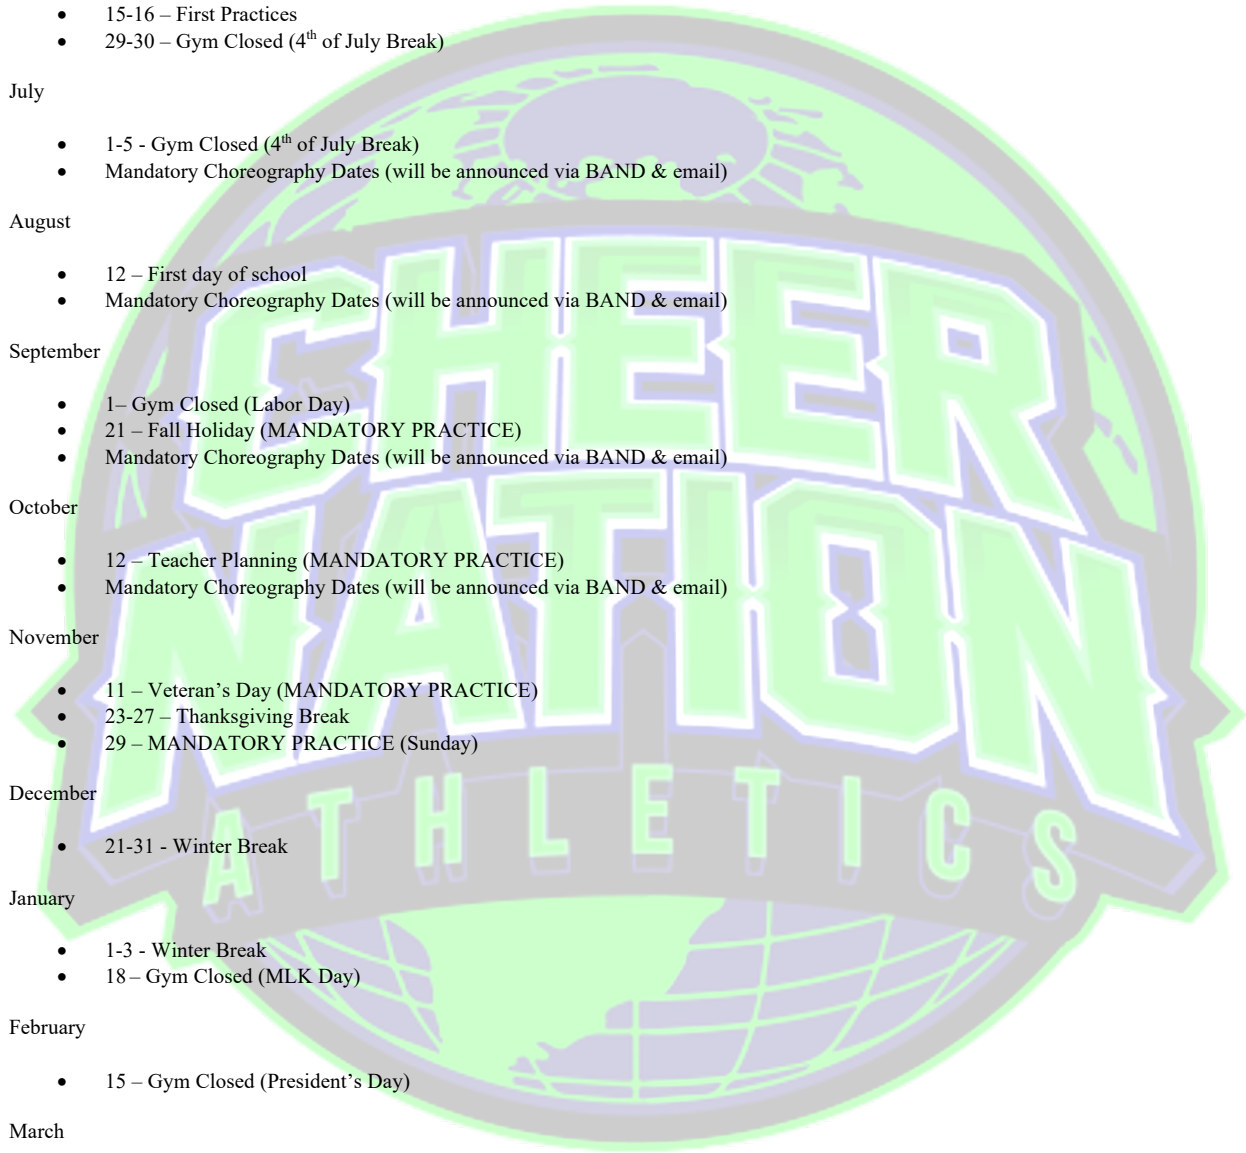 • 15-16 – First Practices
• 29-30 – Gym Closed (4th of July Break)
July
• 1-5 - Gym Closed (4th of July Break)
• Mandatory Choreography Dates (will be announced via BAND & email)
August
• 12 – First day of school
• Mandatory Choreography Dates (will be announced via BAND & email)
September
• 1– Gym Closed (Labor Day)
• 21 – Fall Holiday (MANDATORY PRACTICE)
• Mandatory Choreography Dates (will be announced via BAND & email)
October
• 12 – Teacher Planning (MANDATORY PRACTICE)
• Mandatory Choreography Dates (will be announced via BAND & email)
November
• 11 – Veteran’s Day (MANDATORY PRACTICE)
• 23-27 – Thanksgiving Break
• 29 – MANDATORY PRACTICE (Sunday)
December
• 21-31 - Winter Break
January
• 1-3 - Winter Break
• 18 – Gym Closed (MLK Day)
February
• 15 – Gym Closed (President’s Day)
March
CHEER
NATION
ATHLETICS